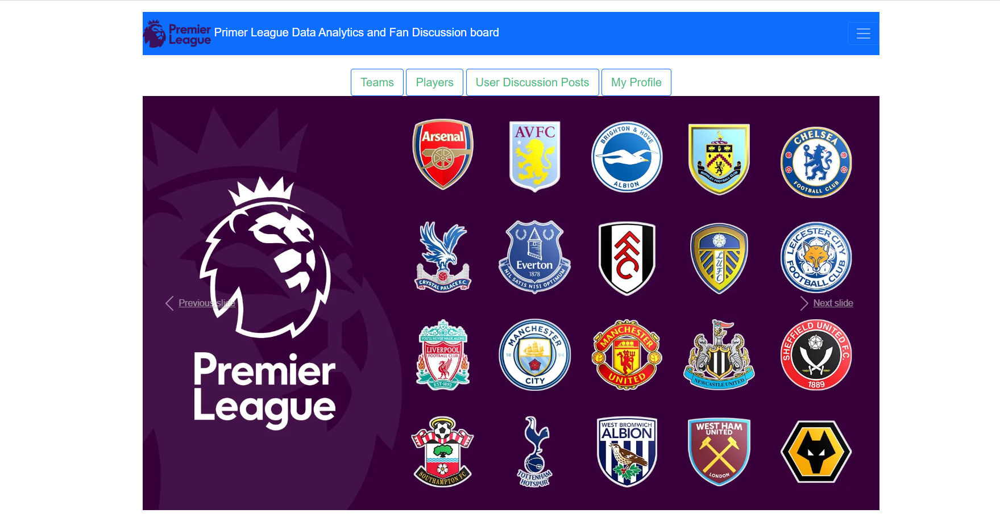 Premier
League
Primer League Data Analytics and Fan Discussion board
Teams
Players
User Discussion Posts
My Profile
Arsenal
AVFC
BRIGHTON & HOVE
ALBION
BURNLEY FOOTBALL CLUB
CHELSEA
FOOTBALL CLUB
CRYSTAL PALACE F.C.
Everton
1878
NIL SATIS NISI OPTIMUM
FFC
LUFC
LEICESTER CITY
FOOTBALL CLUB
Previous slide
Next slide
Premier
League
YOU'LL NEVER WALK ALONE
LIVERPOOL
FOOTBALL CLUB
EST·1892
MANCHESTER
18 94
CITY
MANCHESTER
UNITED
NEWCASTLE UNITED
SHEFFIELD UNITED F.C.
1889
SOUTHAMPTON FC
TOTTENHAM
HOTSPUR
WEST BROMWICH
ALBION
WEST HAM
UNITED
LONDON